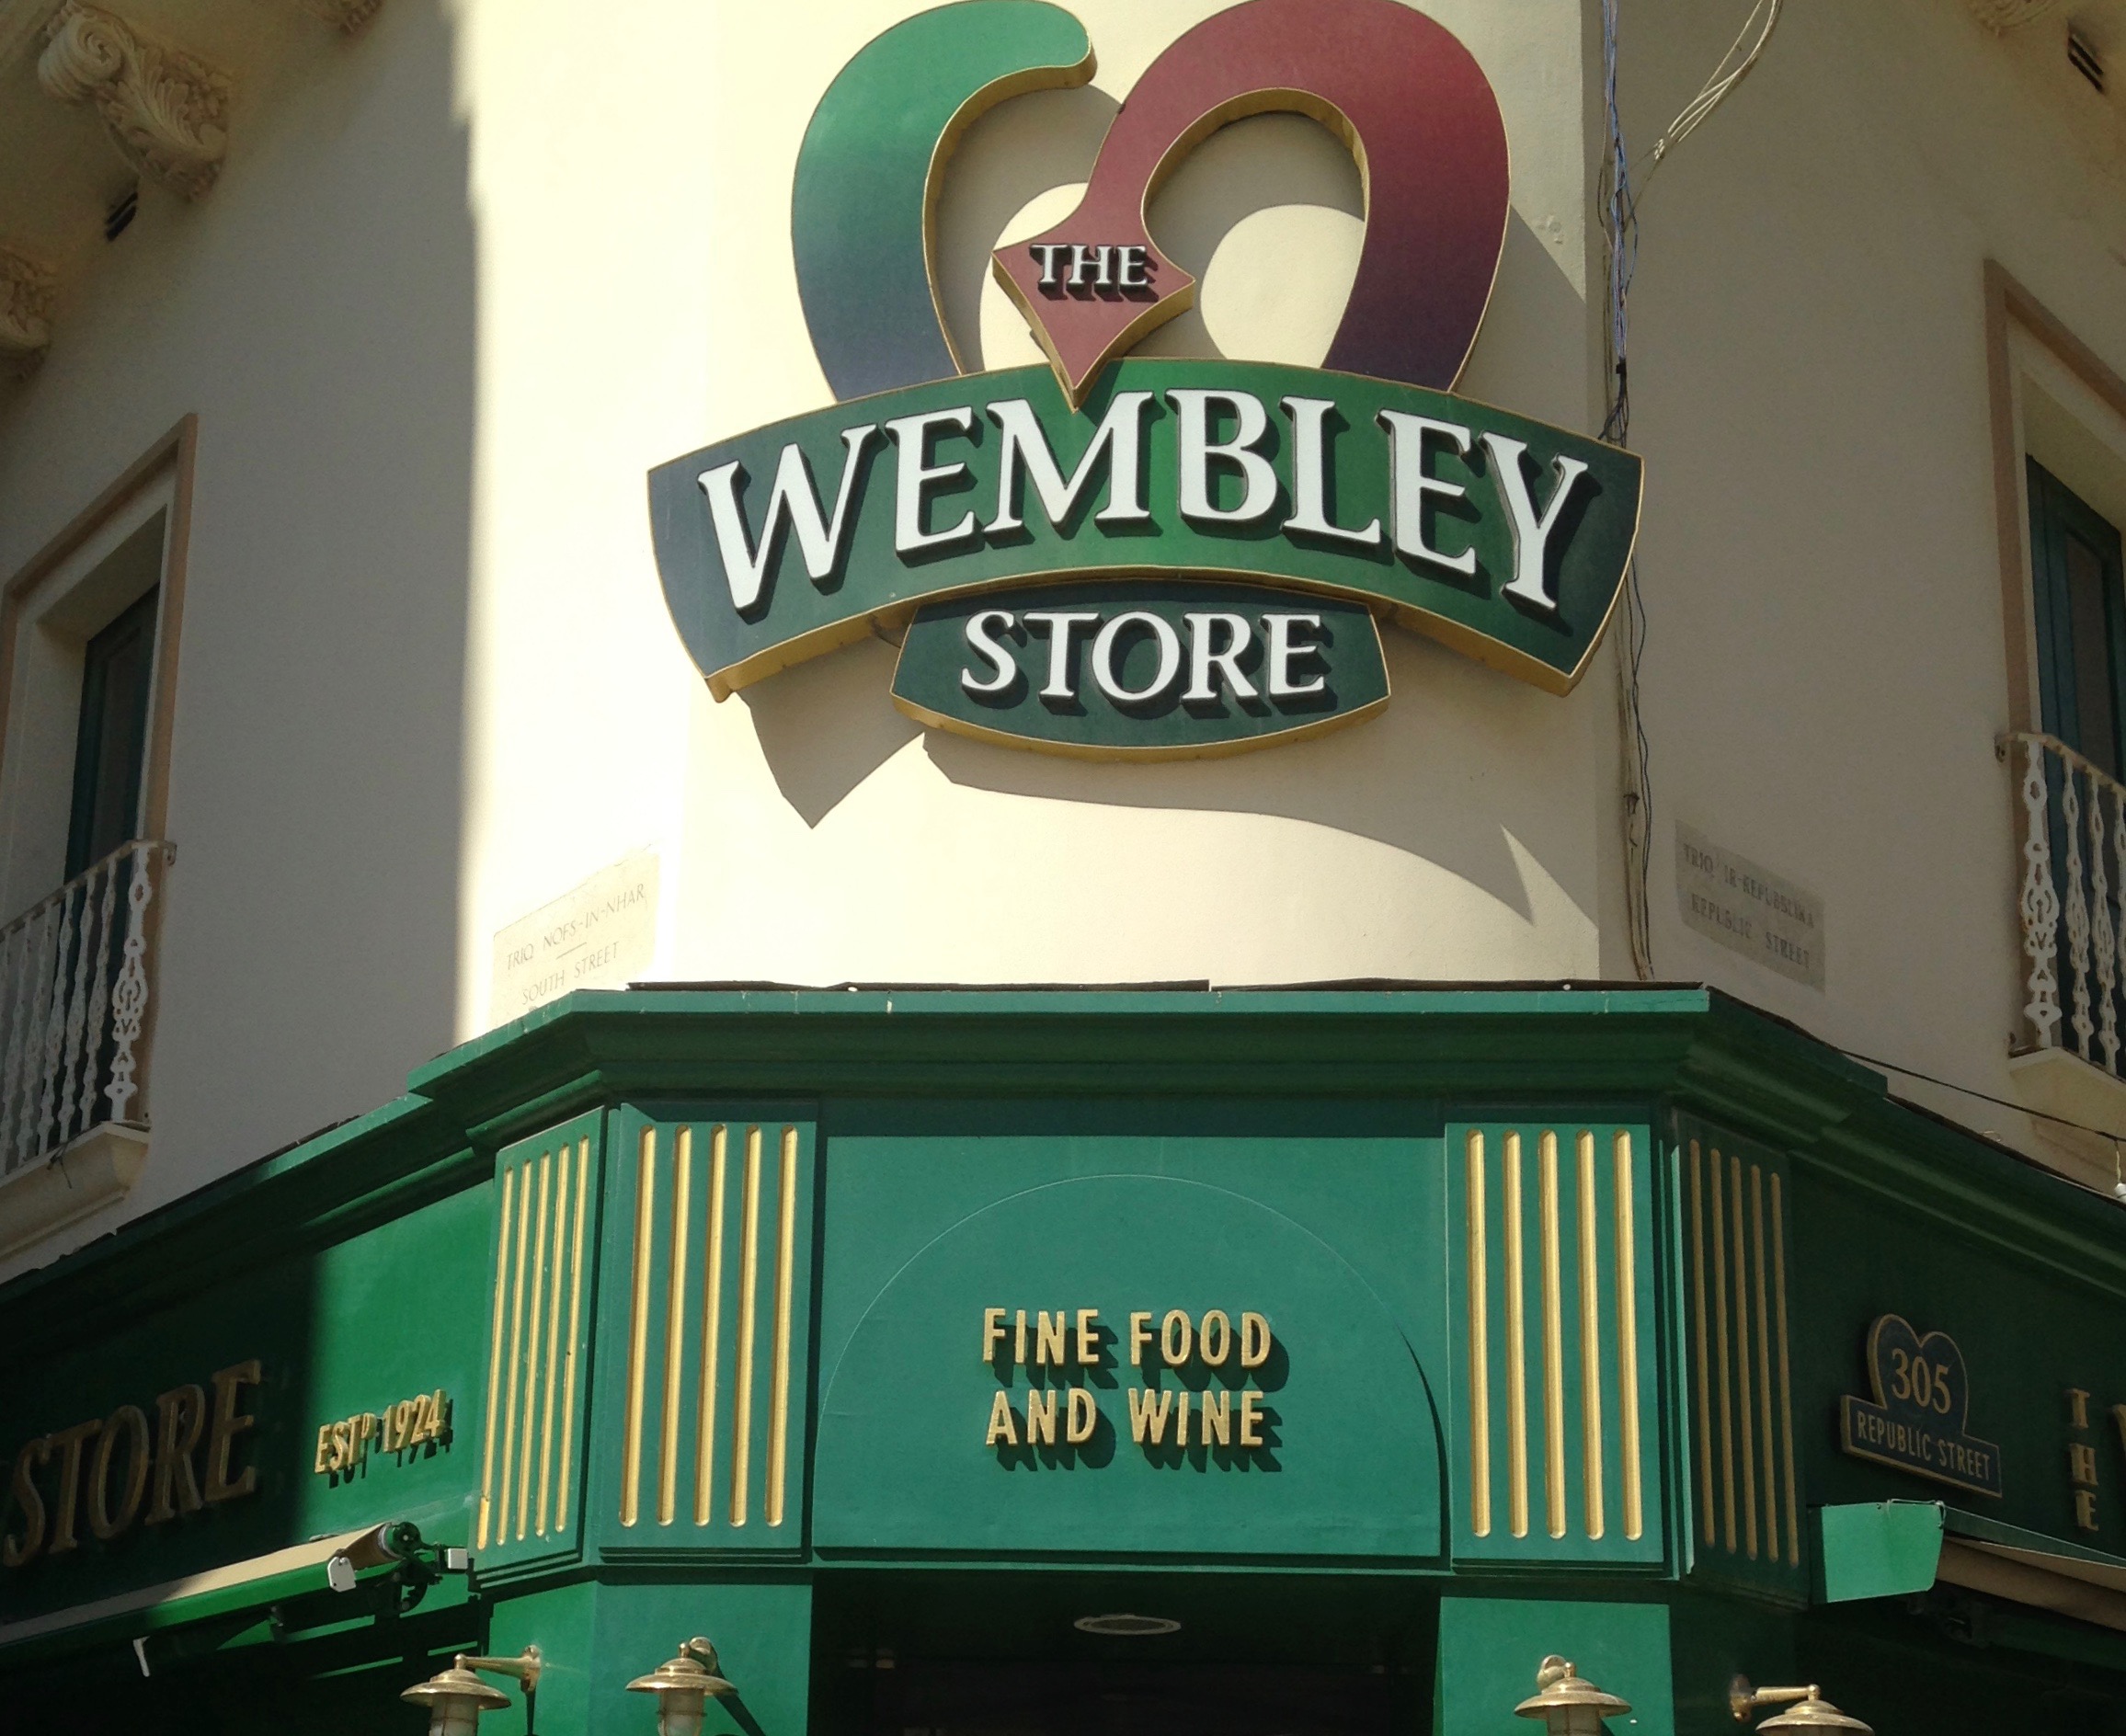 THE
WEMBLEY
STORE
TRIQ NOFS-IN-NHAR
SOUTH STREET
TRIQ IR-REPUBBLIKA
REPUBLIC STREET
FINE FOOD
AND WINE
STORE
ESTD 1924
305
REPUBLIC STREET
THE